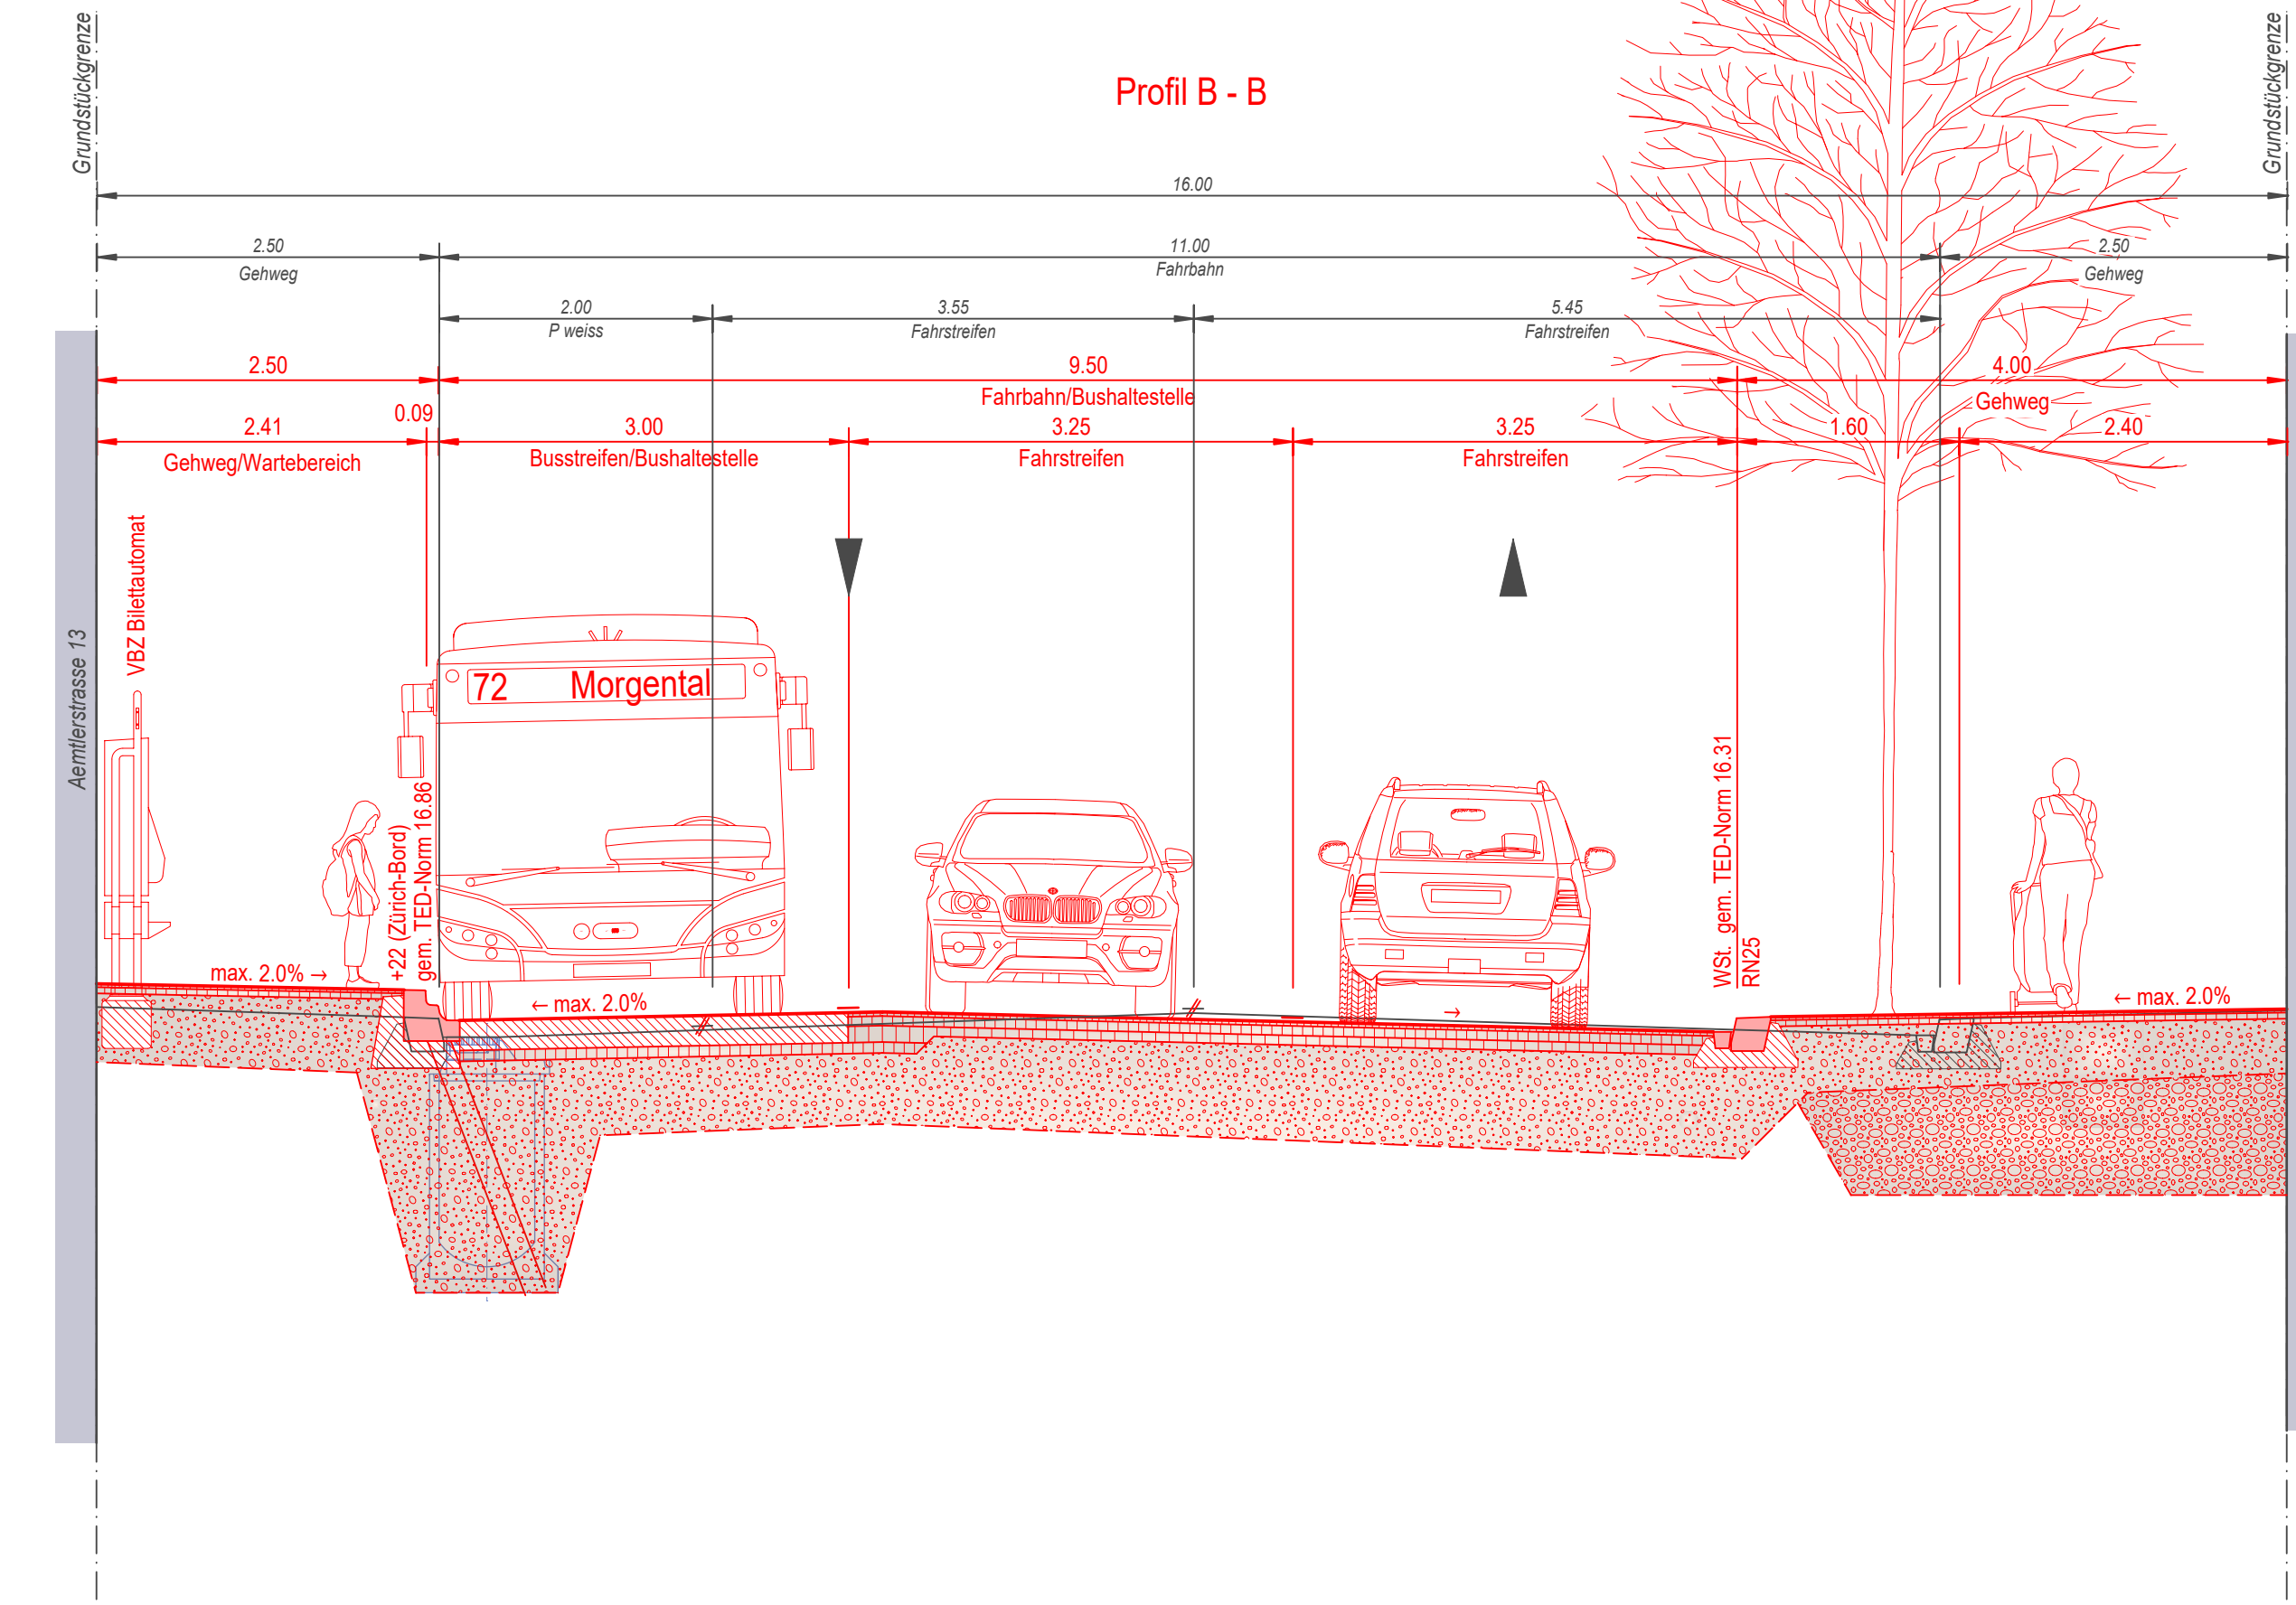 Grundstückgrenze
Grundstückgrenze
Profil B - B
16.00
2.50
11.00
2.50
Gehweg
Fahrbahn
Gehweg
2.00
3.55
5.45
P weiss
Fahrstreifen
Fahrstreifen
2.50
9.50
4.00
Fahrbahn/Bushaltestelle
Gehweg
0.09
2.41
3.00
3.25
3.25
1.60
2.40
Gehweg/Wartebereich
Busstreifen/Bushaltestelle
Fahrstreifen
Fahrstreifen
VBZ Bilettautomat
Aemtlerstrasse 13
72 Morgental
+22 (Zürich-Bord)
gem. TED-Norm 16.86
WSt. gem. TED-Norm 16.31
RN25
max. 2.0% →
← max. 2.0%
→
← max. 2.0%